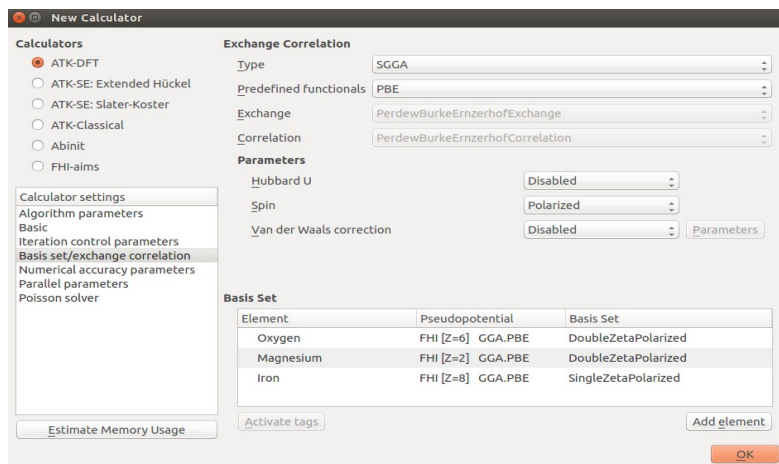 New Calculator
Calculators
ATK-DFT
ATK-SE: Extended Hückel
ATK-SE: Slater-Koster
ATK-Classical
Abinit
FHI-aims
Calculator settings
Algorithm parameters
Basic
Iteration control parameters
Basis set/exchange correlation
Numerical accuracy parameters
Parallel parameters
Poisson solver
Estimate Memory Usage
Exchange Correlation
Type SGGA
Predefined functionals PBE
Exchange PerdewBurkeErnzerhofExchange
Correlation PerdewBurkeErnzerhofCorrelation
Parameters
Hubbard U Disabled
Spin Polarized
Van der Waals correction Disabled Parameters
Basis Set
Element Pseudopotential Basis Set
Oxygen FHI [Z=6] GGA.PBE DoubleZetaPolarized
Magnesium FHI [Z=2] GGA.PBE DoubleZetaPolarized
Iron FHI [Z=8] GGA.PBE SingleZetaPolarized
Activate tags Add element
OK